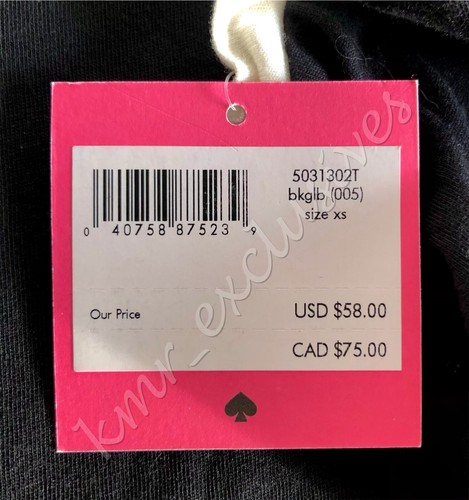 5031302T
bkglb (005)
size xs
0 40758 87523 9
Our Price
USD $58.00
CAD $75.00
kmr_exclusives